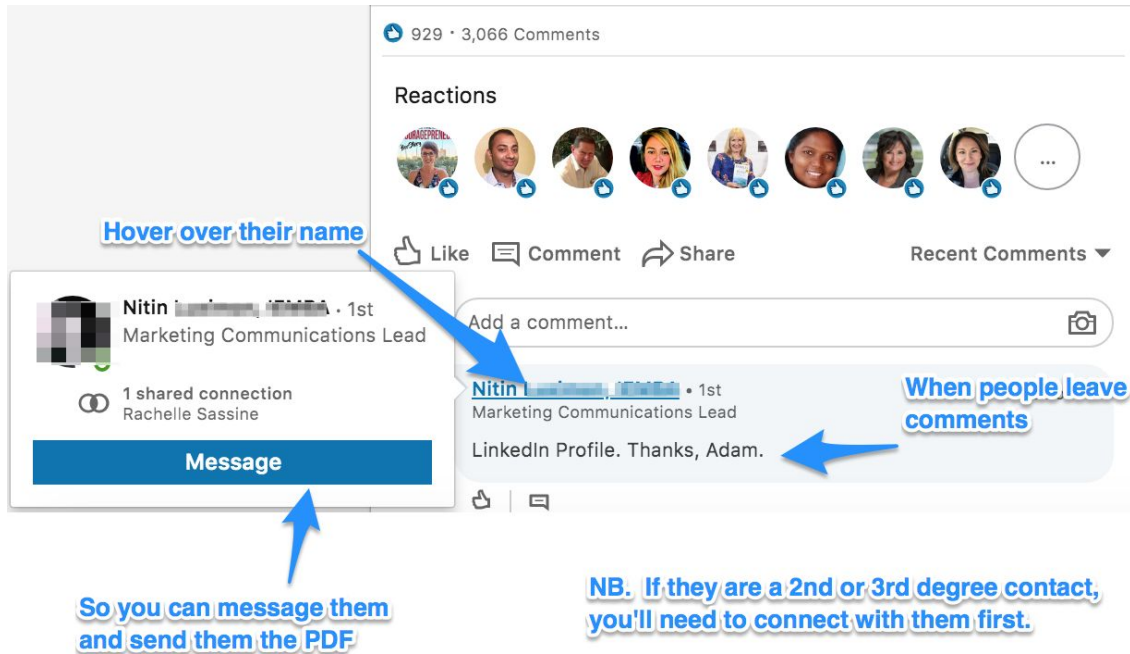 929 · 3,066 Comments
Reactions
...
Hover over their name
Like Comment Share Recent Comments
Nitin · 1st
Marketing Communications Lead
1 shared connection
Rachelle Sassine
Message
Add a comment...
Nitin • 1st
Marketing Communications Lead
LinkedIn Profile. Thanks, Adam.
When people leave
comments
So you can message them
and send them the PDF
NB. If they are a 2nd or 3rd degree contact,
you'll need to connect with them first.